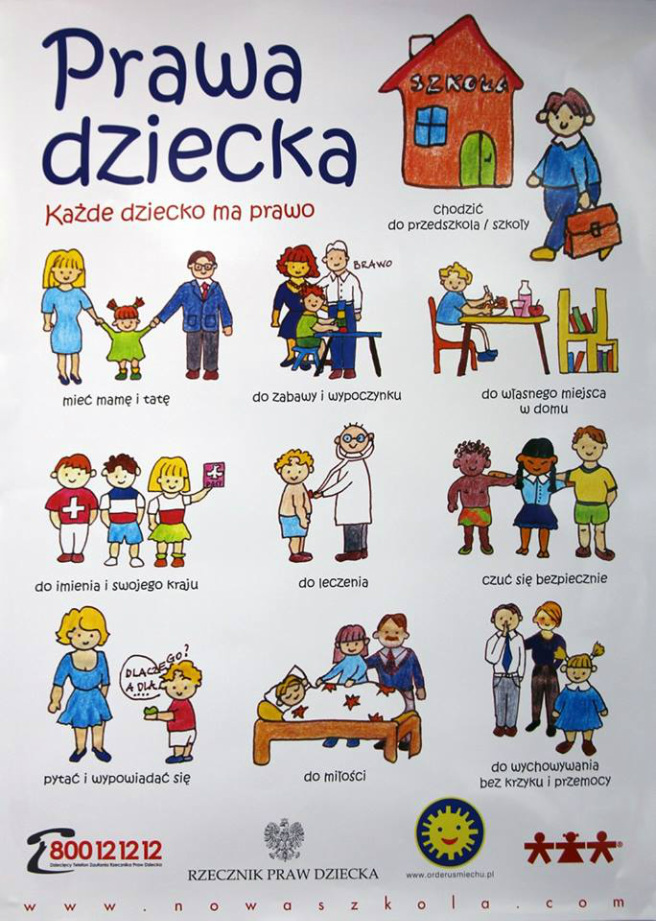 Prawa
dziecka
Każde dziecko ma prawo
SZKOŁA
chodzić
do przedszkola / szkoły
BRAWO
mieć mamę i tatę
do zabawy i wypoczynku
do własnego miejsca
w domu
PASZPORT
do imienia i swojego kraju
do leczenia
czuć się bezpiecznie
DLACZEGO?
A DLA...
pytać i wypowiadać się
do miłości
do wychowywania
bez krzyku i przemocy
800 12 12 12
Dziecięcy Telefon Zaufania Rzecznika Praw Dziecka
RZECZNIK PRAW DZIECKA
www.orderusmiechu.pl
www.nowaszkola.com